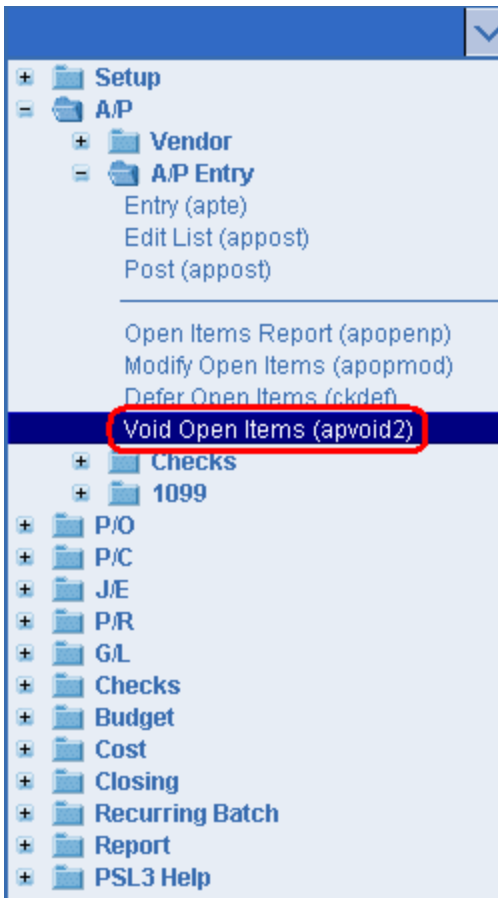 Setup
A/P
Vendor
A/P Entry
Entry (apte)
Edit List (appost)
Post (appost)
Open Items Report (apopenp)
Modify Open Items (apopmod)
Defer Open Items (ckdef)
Void Open Items (apvoid2)
Checks
1099
P/O
P/C
J/E
P/R
G/L
Checks
Budget
Cost
Closing
Recurring Batch
Report
PSL3 Help